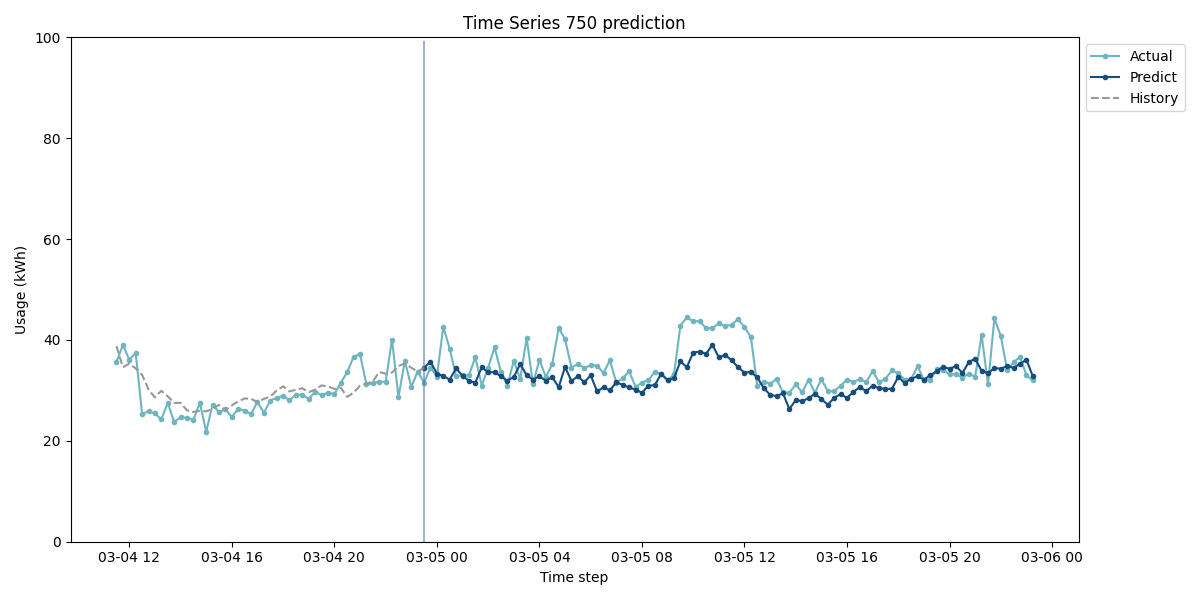 Time Series 750 prediction
100
80
60
40
20
0
Usage (kWh)
03-04 12
03-04 16
03-04 20
03-05 00
03-05 04
03-05 08
03-05 12
03-05 16
03-05 20
03-06 00
Time step
Actual
Predict
History